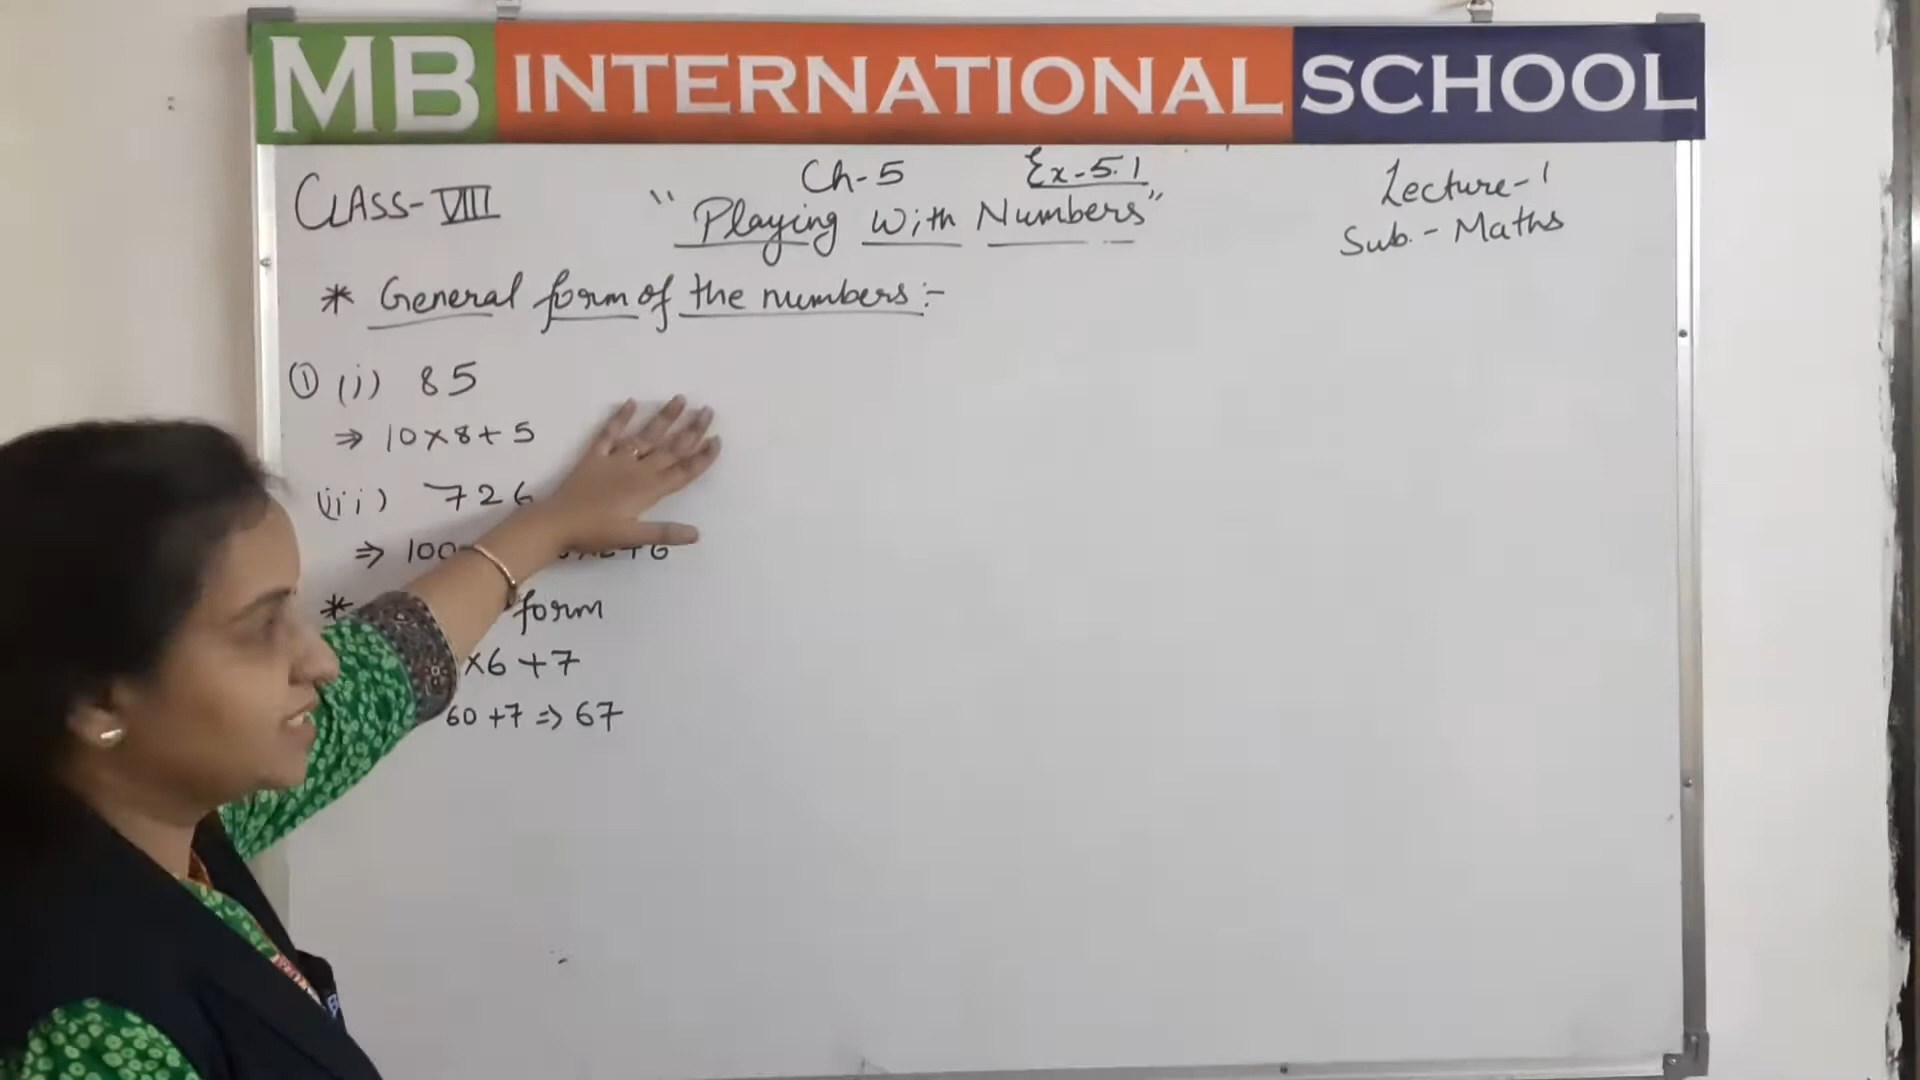 MB INTERNATIONAL SCHOOL
CLASS-VIII
Ch-5 Ex-5.1
"Playing With Numbers"
Lecture-1
Sub.- Maths
* General form of the numbers:-
① (i) 85
⇒ 10×8+5
(iii) 726
⇒ 100 +6
* form
×6+7
60+7 ⇒ 67